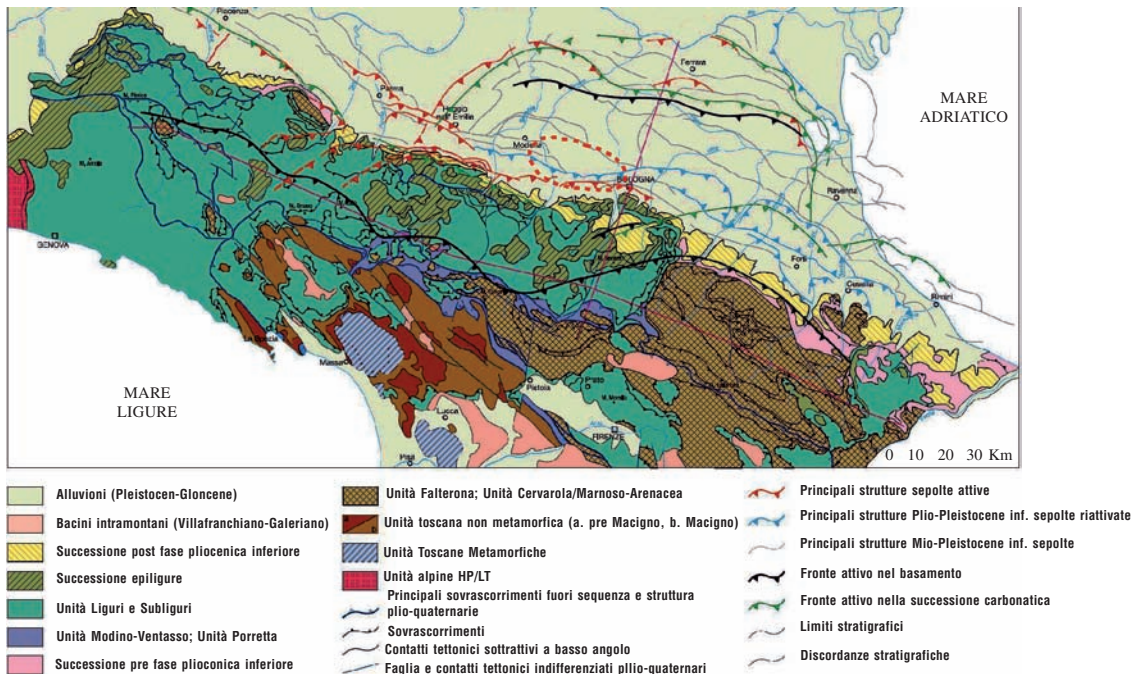 Piacenza
Parma
Reggio
nell' Emilia
Modena
Ferrara
BOLOGNA
Ravenna
Forlì
Cesena
Rimini
MARE
ADRIATICO
GENOVA
La Spezia
Massa
MARE
LIGURE
Lucca
Pisa
Pistoia
Prato
FIRENZE
0 10 20 30 Km
Alluvioni (Pleistocen-Gloncene)
Bacini intramontani (Villafranchiano-Galeriano)
Successione post fase pliocenica inferiore
Successione epiligure
Unità Liguri e Subliguri
Unità Modino-Ventasso; Unità Porretta
Successione pre fase plioconica inferiore
Unità Falterona; Unità Cervarola/Marnoso-Arenacea
Unità toscana non metamorfica (a. pre Macigno, b. Macigno)
Unità Toscane Metamorfiche
Unità alpine HP/LT
Principali sovrascorrimenti fuori sequenza e struttura
plio-quaternarie
Sovrascorrimenti
Contatti tettonici sottrattivi a basso angolo
Faglia e contatti tettonici indifferenziati pllio-quaternari
Principali strutture sepolte attive
Principali strutture Plio-Pleistocene inf. sepolte riattivate
Principali strutture Mio-Pleistocene inf. sepolte
Fronte attivo nel basamento
Fronte attivo nella successione carbonatica
Limiti stratigrafici
Discordanze stratigrafiche